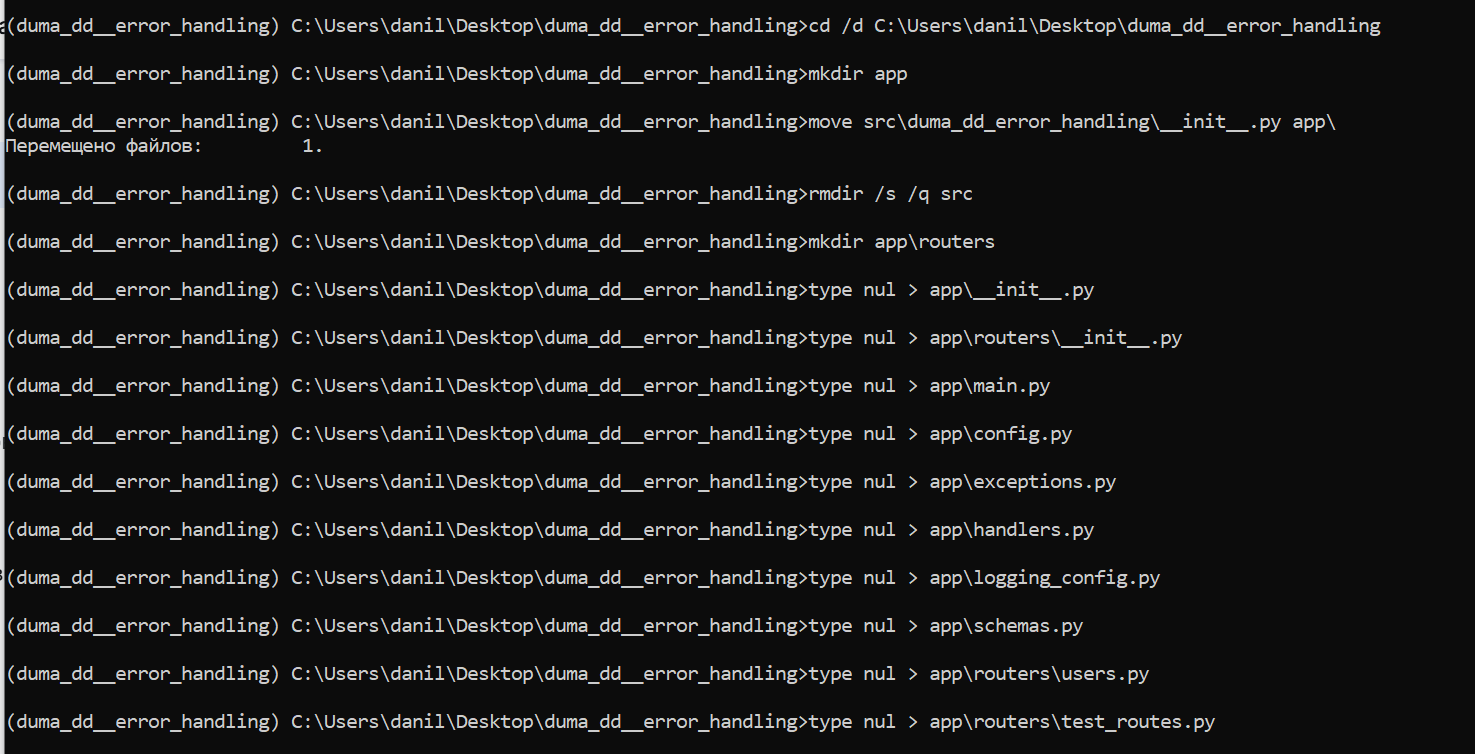 (duma_dd__error_handling) C:\Users\danil\Desktop\duma_dd__error_handling>cd /d C:\Users\danil\Desktop\duma_dd__error_handling
(duma_dd__error_handling) C:\Users\danil\Desktop\duma_dd__error_handling>mkdir app
(duma_dd__error_handling) C:\Users\danil\Desktop\duma_dd__error_handling>move src\duma_dd_error_handling\__init__.py app\
Перемещено файлов:         1.
(duma_dd__error_handling) C:\Users\danil\Desktop\duma_dd__error_handling>rmdir /s /q src
(duma_dd__error_handling) C:\Users\danil\Desktop\duma_dd__error_handling>mkdir app\routers
(duma_dd__error_handling) C:\Users\danil\Desktop\duma_dd__error_handling>type nul > app\__init__.py
(duma_dd__error_handling) C:\Users\danil\Desktop\duma_dd__error_handling>type nul > app\routers\__init__.py
(duma_dd__error_handling) C:\Users\danil\Desktop\duma_dd__error_handling>type nul > app\main.py
(duma_dd__error_handling) C:\Users\danil\Desktop\duma_dd__error_handling>type nul > app\config.py
(duma_dd__error_handling) C:\Users\danil\Desktop\duma_dd__error_handling>type nul > app\exceptions.py
(duma_dd__error_handling) C:\Users\danil\Desktop\duma_dd__error_handling>type nul > app\handlers.py
(duma_dd__error_handling) C:\Users\danil\Desktop\duma_dd__error_handling>type nul > app\logging_config.py
(duma_dd__error_handling) C:\Users\danil\Desktop\duma_dd__error_handling>type nul > app\schemas.py
(duma_dd__error_handling) C:\Users\danil\Desktop\duma_dd__error_handling>type nul > app\routers\users.py
(duma_dd__error_handling) C:\Users\danil\Desktop\duma_dd__error_handling>type nul > app\routers\test_routes.py